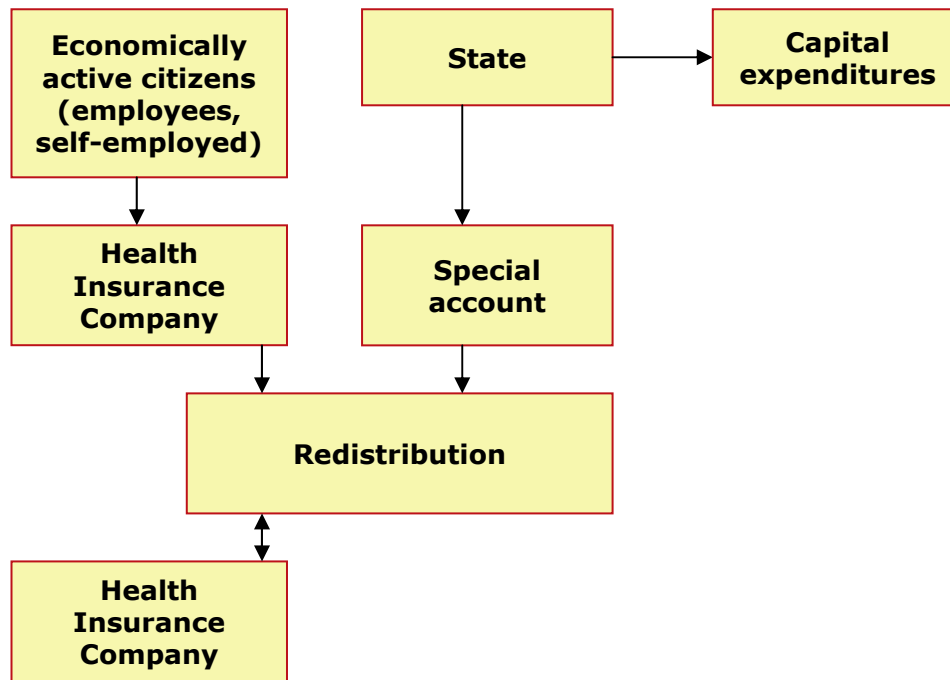 Economically
active citizens
(employees,
self-employed)
State
Capital
expenditures
Health
Insurance
Company
Special
account
Redistribution
Health
Insurance
Company